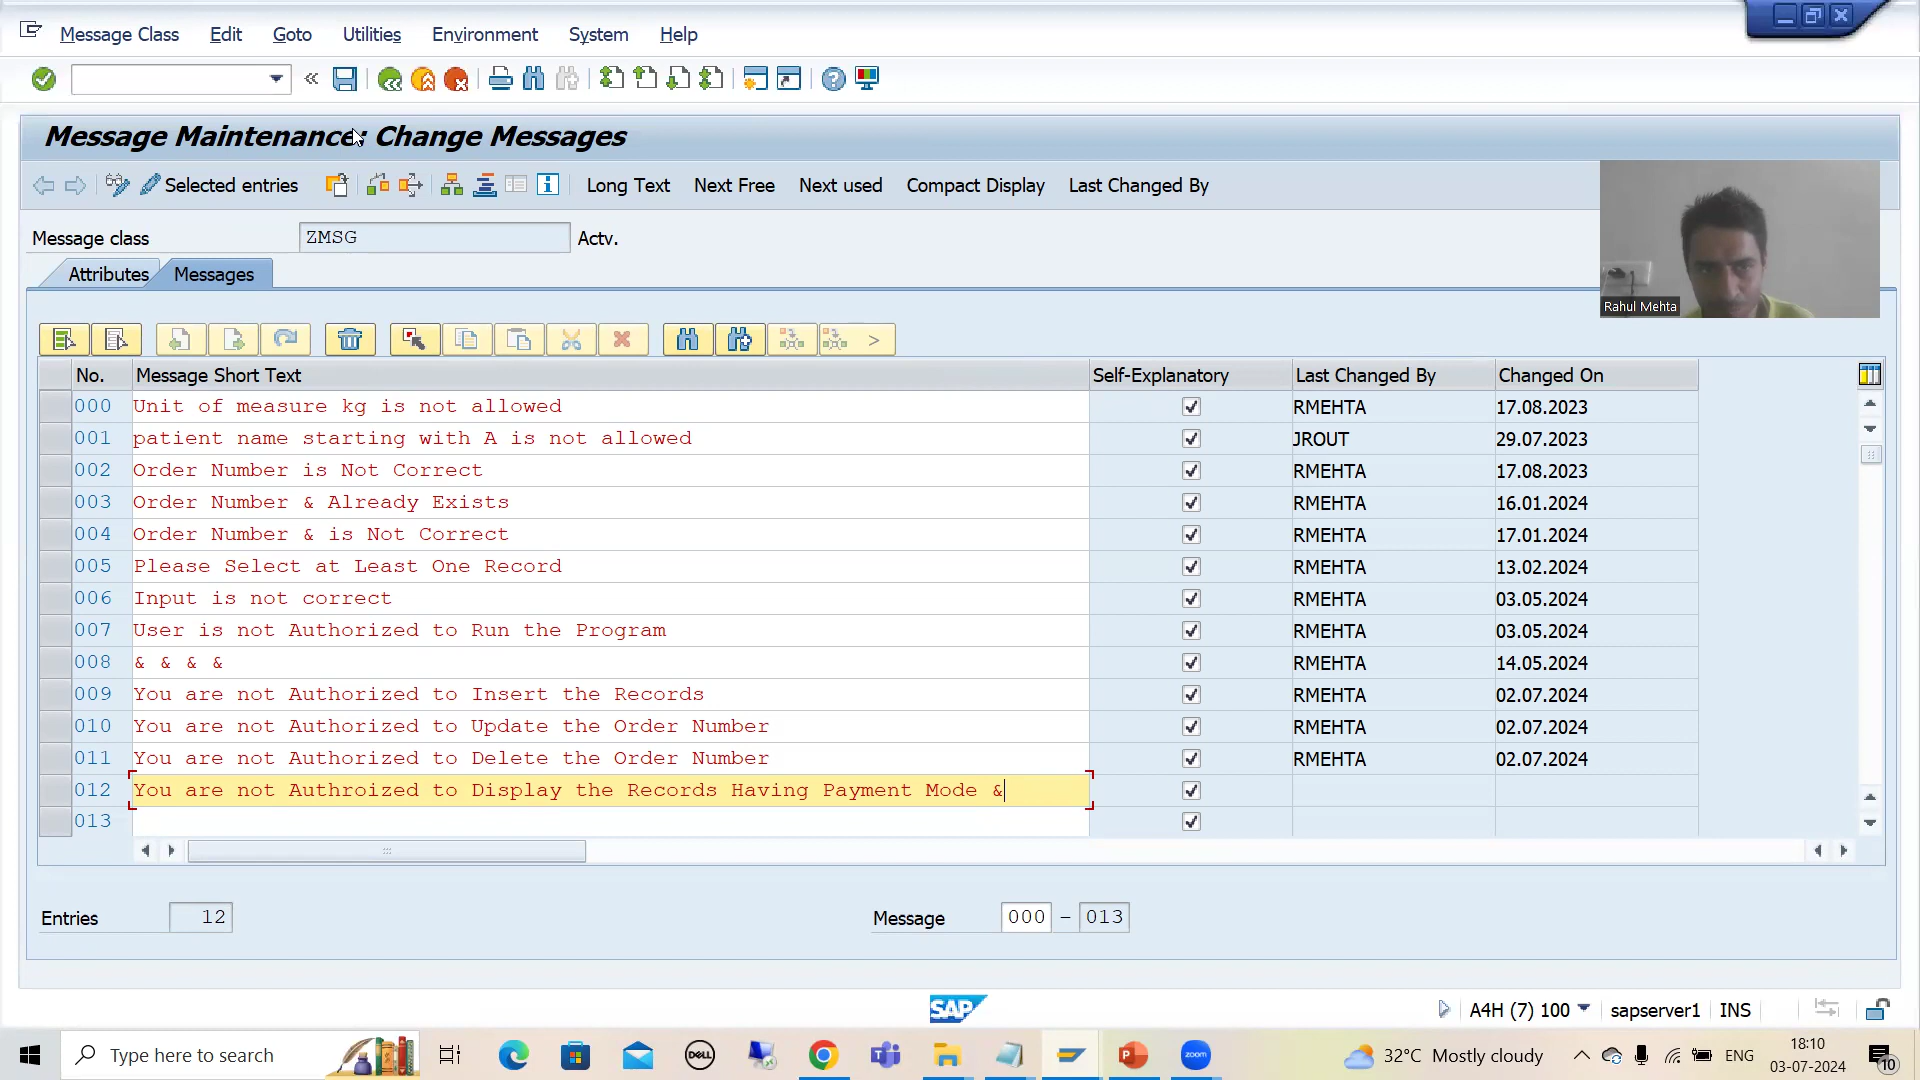 Message Class Edit Goto Utilities Environment System Help
Message Maintenance: Change Messages
Selected entries Long Text Next Free Next used Compact Display Last Changed By
Message class ZMSG Actv.
Attributes Messages
Rahul Mehta
No. Message Short Text Self-Explanatory Last Changed By Changed On
000 Unit of measure kg is not allowed RMEHTA 17.08.2023
001 patient name starting with A is not allowed JROUT 29.07.2023
002 Order Number is Not Correct RMEHTA 17.08.2023
003 Order Number & Already Exists RMEHTA 16.01.2024
004 Order Number & is Not Correct RMEHTA 17.01.2024
005 Please Select at Least One Record RMEHTA 13.02.2024
006 Input is not correct RMEHTA 03.05.2024
007 User is not Authorized to Run the Program RMEHTA 03.05.2024
008 & & & & RMEHTA 14.05.2024
009 You are not Authorized to Insert the Records RMEHTA 02.07.2024
010 You are not Authorized to Update the Order Number RMEHTA 02.07.2024
011 You are not Authorized to Delete the Order Number RMEHTA 02.07.2024
012 You are not Authroized to Display the Records Having Payment Mode &
013
Entries 12 Message 000 - 013
SAP A4H (7) 100 sapserver1 INS
Type here to search DELL zoom 32°C Mostly cloudy ENG 18:10
03-07-2024 10